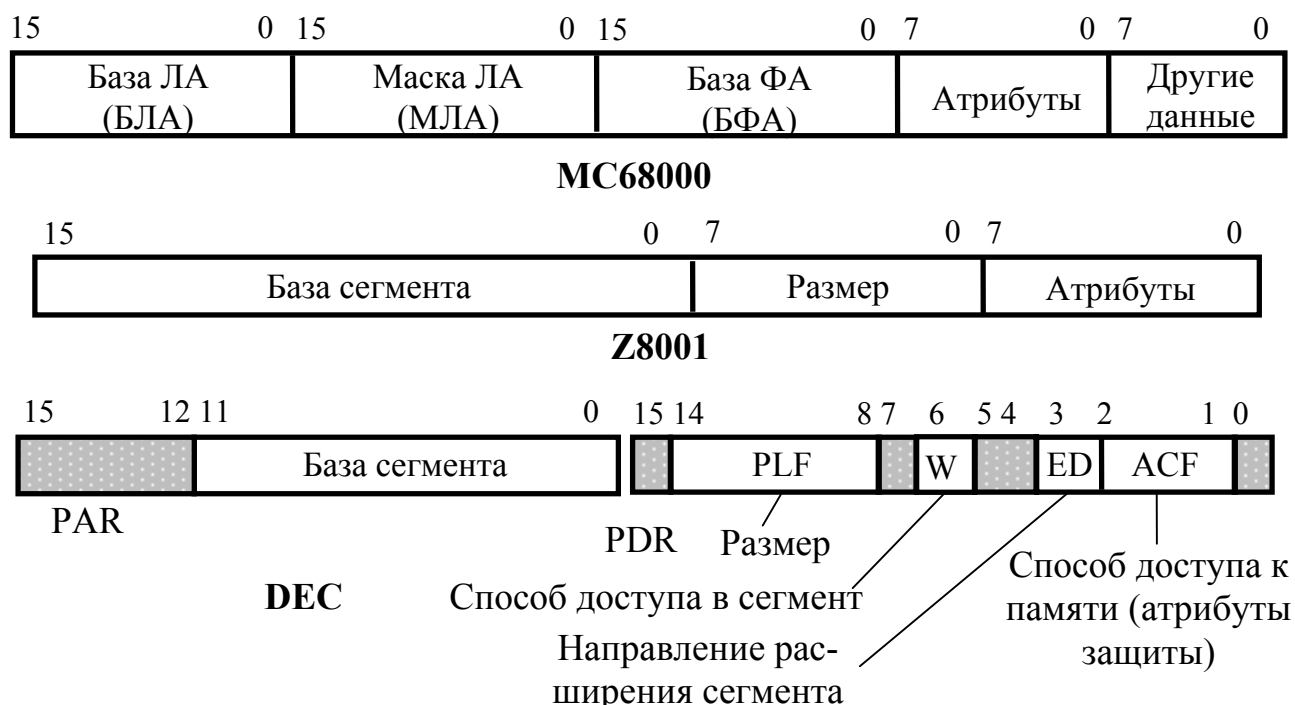 15 0 15 0 15 0 7 0 7 0
База ЛА (БЛА) Маска ЛА (МЛА) База ФА (БФА) Атрибуты Другие данные
MC68000
15 0 7 0 7 0
База сегмента Размер Атрибуты
Z8001
15 12 11 0 15 14 8 7 6 5 4 3 2 1 0
База сегмента PLF W ED ACF
PAR
PDR Размер
DEC
Способ доступа в сегмент
Способ доступа к
памяти (атрибуты
защиты)
Направление рас-
ширения сегмента